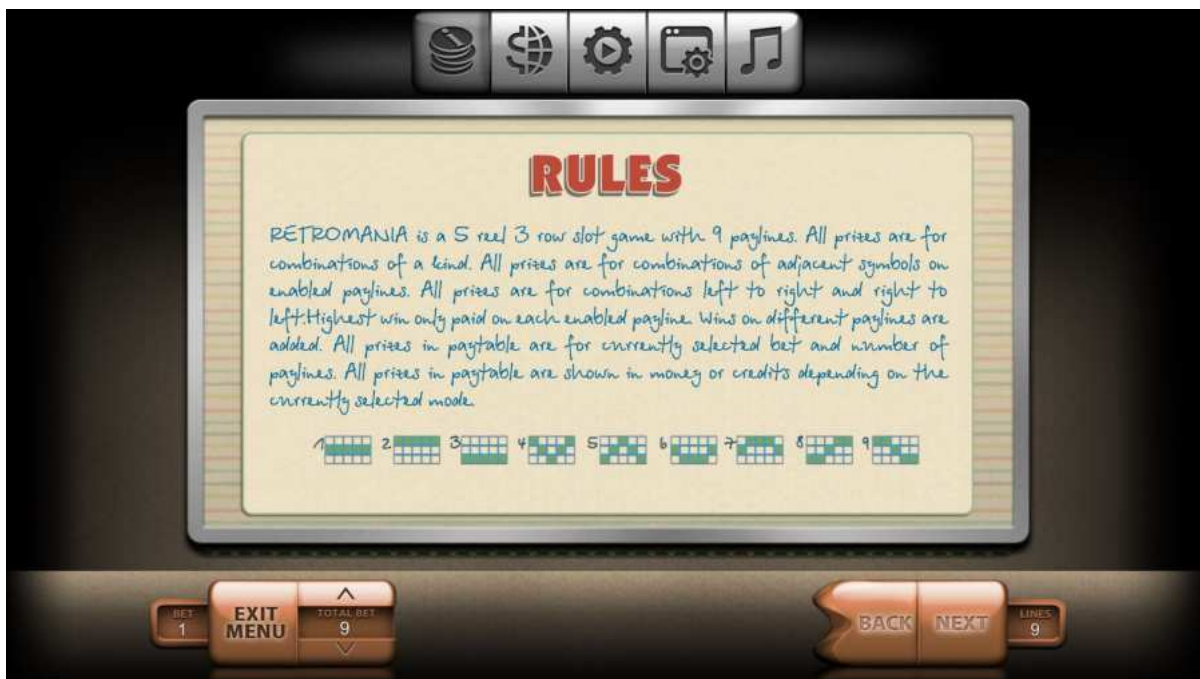 RULES
RETROMANIA is a 5 reel 3 row slot game with 9 paylines. All prizes are for
combinations of a kind. All prizes are for combinations of adjacent symbols on
enabled paylines. All prizes are for combinations left to right and right to
left.Highest win only paid on each enabled payline. Wins on different paylines are
added. All prizes in paytable are for currently selected bet and number of
paylines. All prizes in paytable are shown in money or credits depending on the
currently selected mode.
1 2 3 4 5 6 7 8 9
BET
1
EXIT
MENU
TOTAL BET
9
BACK
NEXT
LINES
9